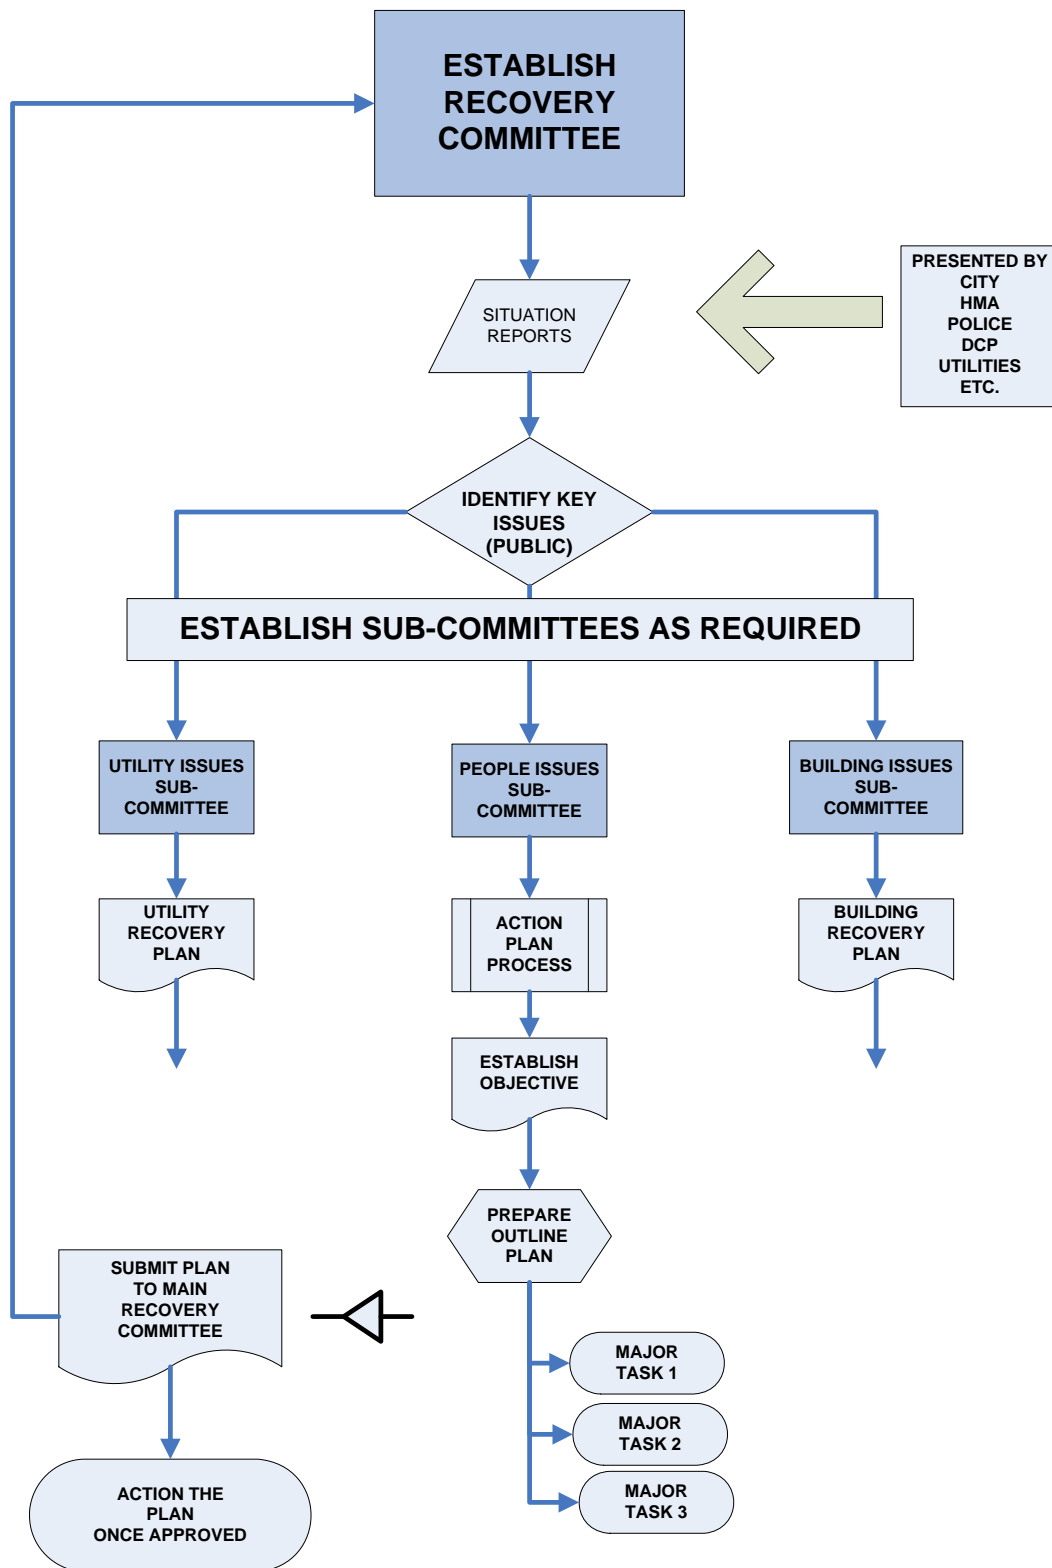 ESTABLISH
RECOVERY
COMMITTEE
SITUATION
REPORTS
PRESENTED BY
CITY
HMA
POLICE
DCP
UTILITIES
ETC.
IDENTIFY KEY
ISSUES
(PUBLIC)
ESTABLISH SUB-COMMITTEES AS REQUIRED
UTILITY ISSUES
SUB-
COMMITTEE
PEOPLE ISSUES
SUB-
COMMITTEE
BUILDING ISSUES
SUB-
COMMITTEE
UTILITY
RECOVERY
PLAN
ACTION
PLAN
PROCESS
BUILDING
RECOVERY
PLAN
ESTABLISH
OBJECTIVE
PREPARE
OUTLINE
PLAN
SUBMIT PLAN
TO MAIN
RECOVERY
COMMITTEE
MAJOR
TASK 1
MAJOR
TASK 2
MAJOR
TASK 3
ACTION THE
PLAN
ONCE APPROVED